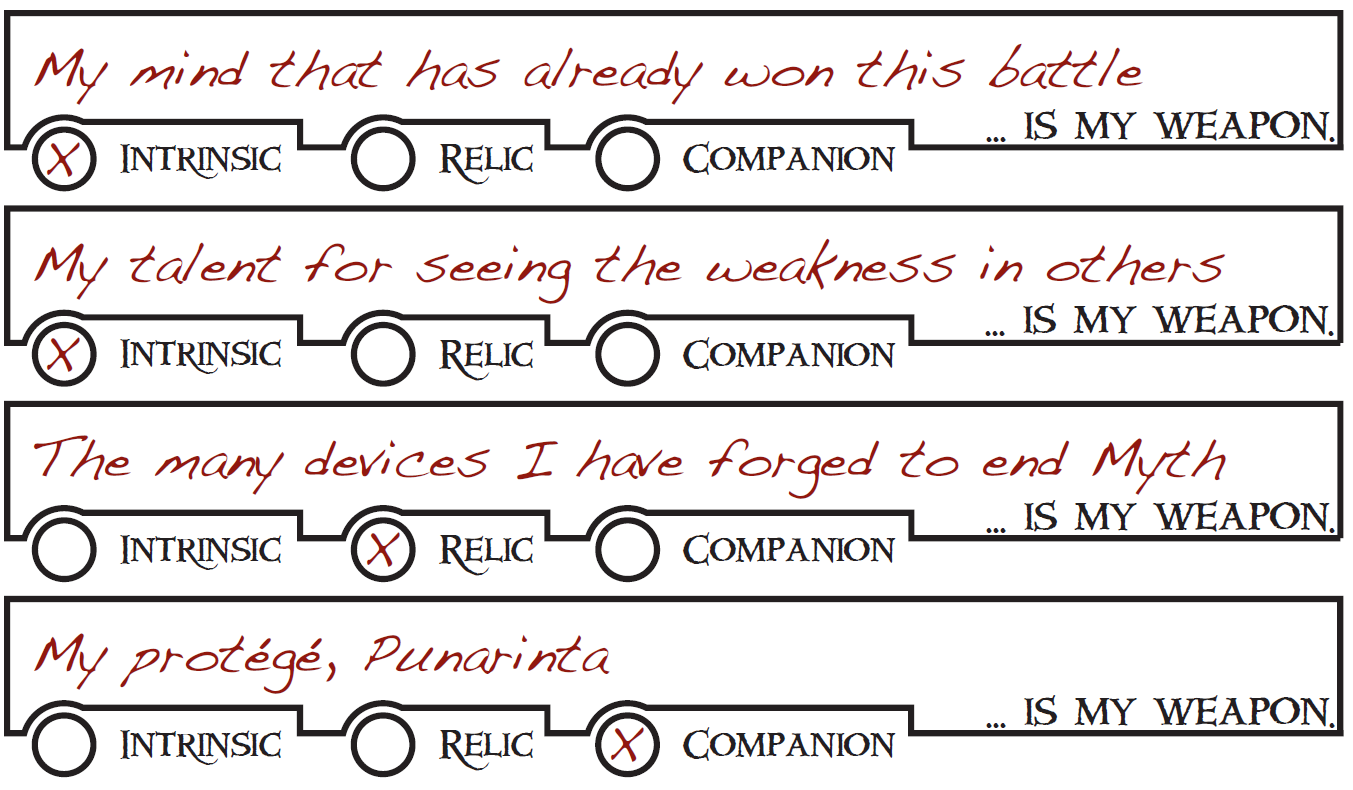 My mind that has already won this battle
... IS MY WEAPON.
X INTRINSIC RELIC COMPANION
My talent for seeing the weakness in others
... IS MY WEAPON.
X INTRINSIC RELIC COMPANION
The many devices I have forged to end Myth
... IS MY WEAPON.
INTRINSIC X RELIC COMPANION
My protégé, Punarinta
... IS MY WEAPON.
INTRINSIC RELIC X COMPANION